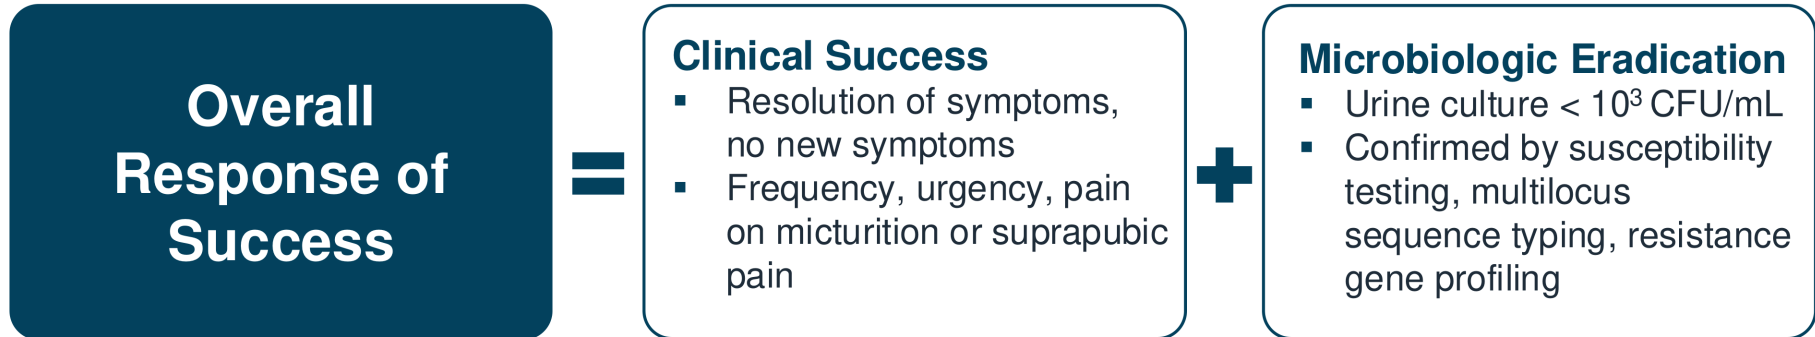 Overall
Response of
Success
=
Clinical Success
▪ Resolution of symptoms,
no new symptoms
▪ Frequency, urgency, pain
on micturition or suprapubic
pain
+
Microbiologic Eradication
▪ Urine culture < 10³ CFU/mL
▪ Confirmed by susceptibility
testing, multilocus
sequence typing, resistance
gene profiling